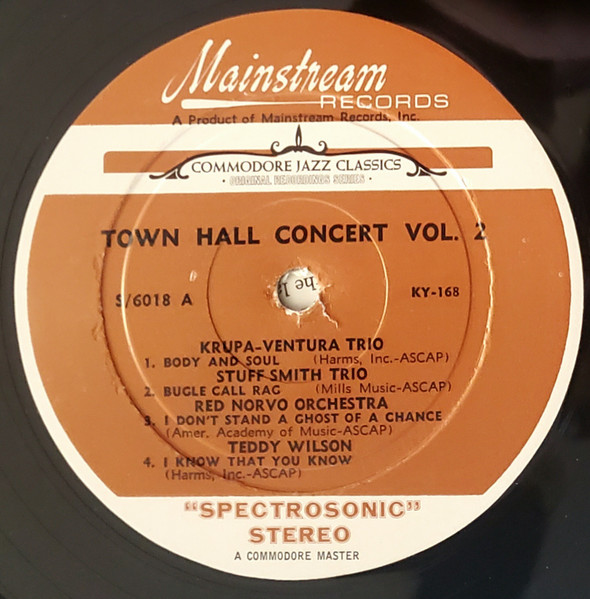 Mainstream
RECORDS
A Product of Mainstream Records, Inc.
COMMODORE JAZZ CLASSICS
• ORIGINAL RECORDINGS SERIES •
TOWN HALL CONCERT VOL. 2
S/6018 A
KY-168
KRUPA-VENTURA TRIO
1. BODY AND SOUL (Harms, Inc.-ASCAP)
STUFF SMITH TRIO
2. BUGLE CALL RAG (Mills Music-ASCAP)
RED NORVO ORCHESTRA
3. I DON'T STAND A GHOST OF A CHANCE
(Amer. Academy of Music-ASCAP)
TEDDY WILSON
4. I KNOW THAT YOU KNOW
(Harms, Inc.-ASCAP)
"SPECTROSONIC"
STEREO
A COMMODORE MASTER